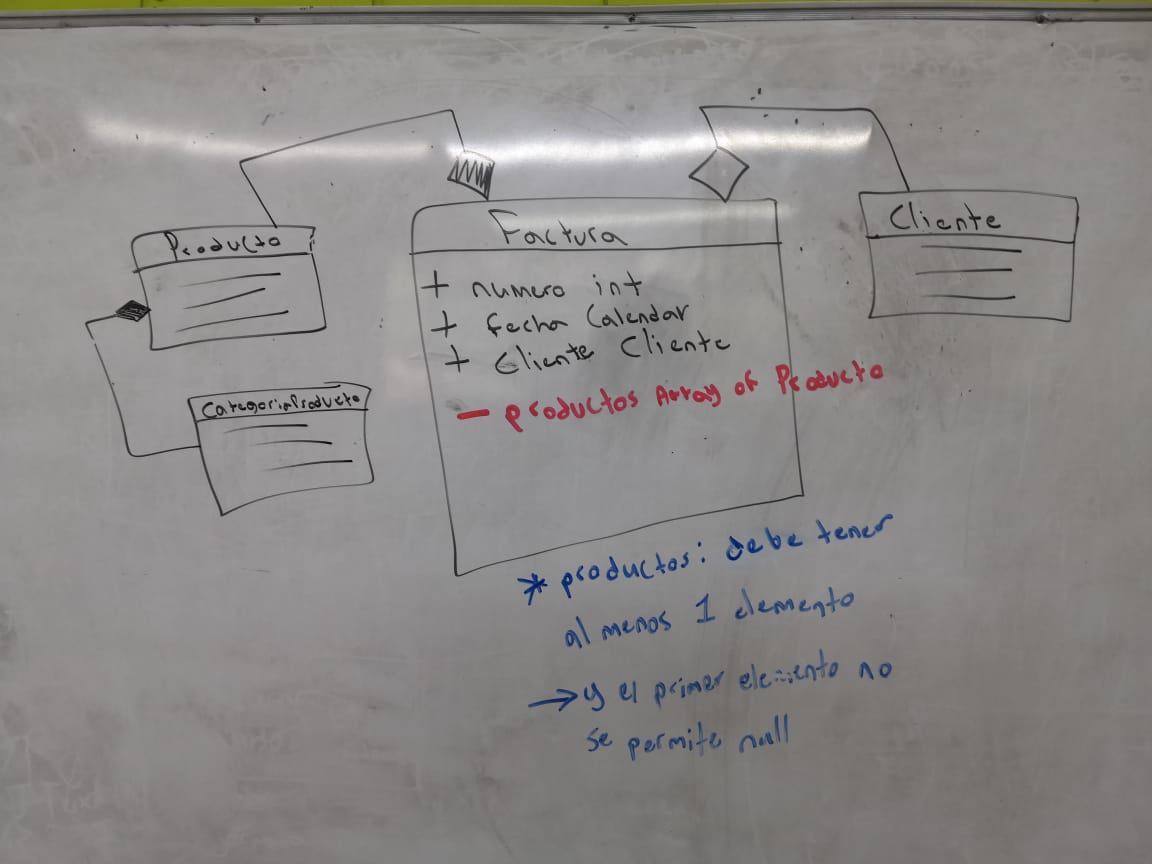 Producto
CategoriaProducto
Factura
+ numero int
+ fecha Calendar
+ Cliente Cliente
- productos Array of Producto
Cliente
* productos: debe tener
al menos 1 elemento
→ y el primer elemento no
se permite null